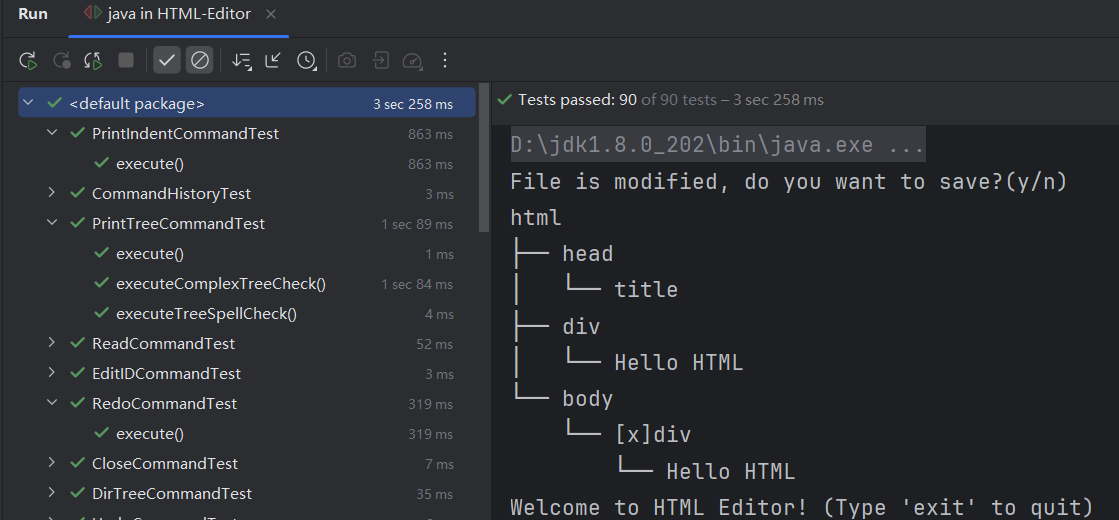 Run java in HTML-Editor
<default package> 3 sec 258 ms
PrintIndentCommandTest 863 ms
execute() 863 ms
CommandHistoryTest 3 ms
PrintTreeCommandTest 1 sec 89 ms
execute() 1 ms
executeComplexTreeCheck() 1 sec 84 ms
executeTreeSpellCheck() 4 ms
ReadCommandTest 52 ms
EditIDCommandTest 3 ms
RedoCommandTest 319 ms
execute() 319 ms
CloseCommandTest 7 ms
DirTreeCommandTest 35 ms
Tests passed: 90 of 90 tests – 3 sec 258 ms
D:\jdk1.8.0_202\bin\java.exe ...
File is modified, do you want to save?(y/n)
html
├── head
│   └── title
├── div
│   └── Hello HTML
└── body
    └── [x]div
        └── Hello HTML
Welcome to HTML Editor! (Type 'exit' to quit)